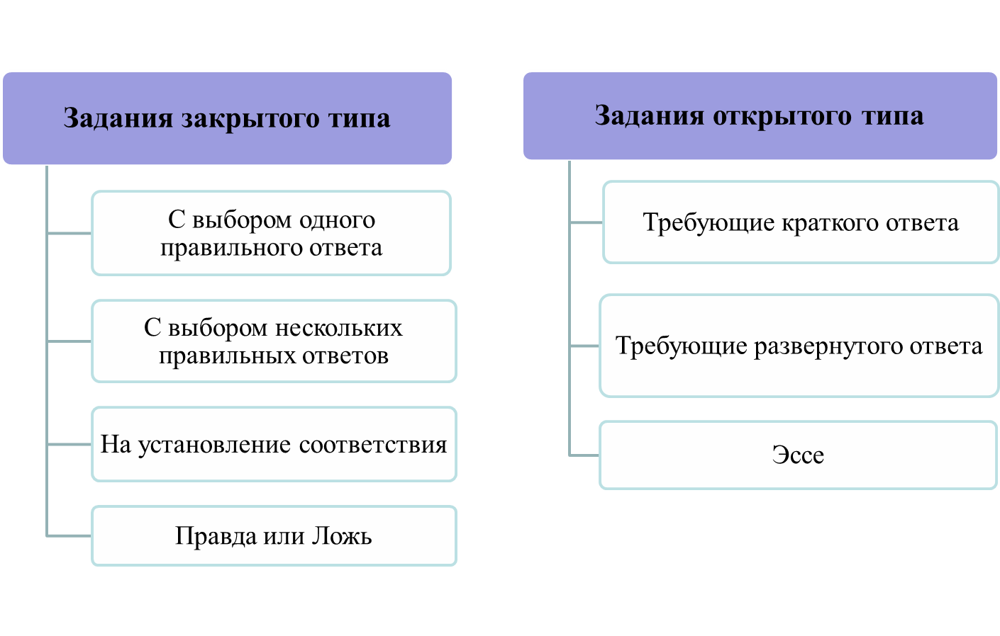 Задания закрытого типа
С выбором одного
правильного ответа
С выбором нескольких
правильных ответов
На установление соответствия
Правда или Ложь
Задания открытого типа
Требующие краткого ответа
Требующие развернутого ответа
Эссе